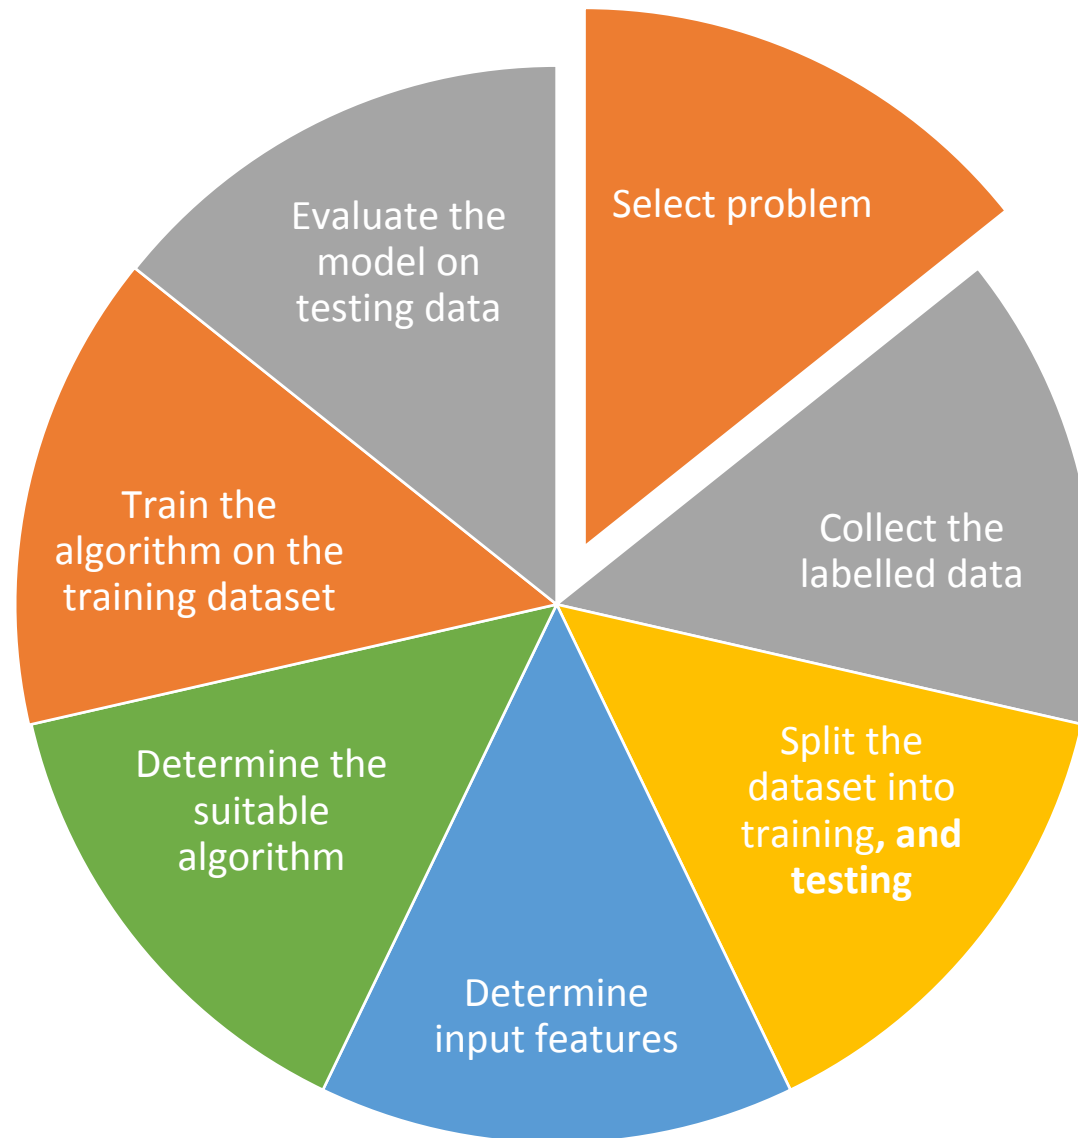 Select problem
Collect the
labelled data
Split the
dataset into
training, and
testing
Determine
input features
Determine the
suitable
algorithm
Train the
algorithm on the
training dataset
Evaluate the
model on
testing data